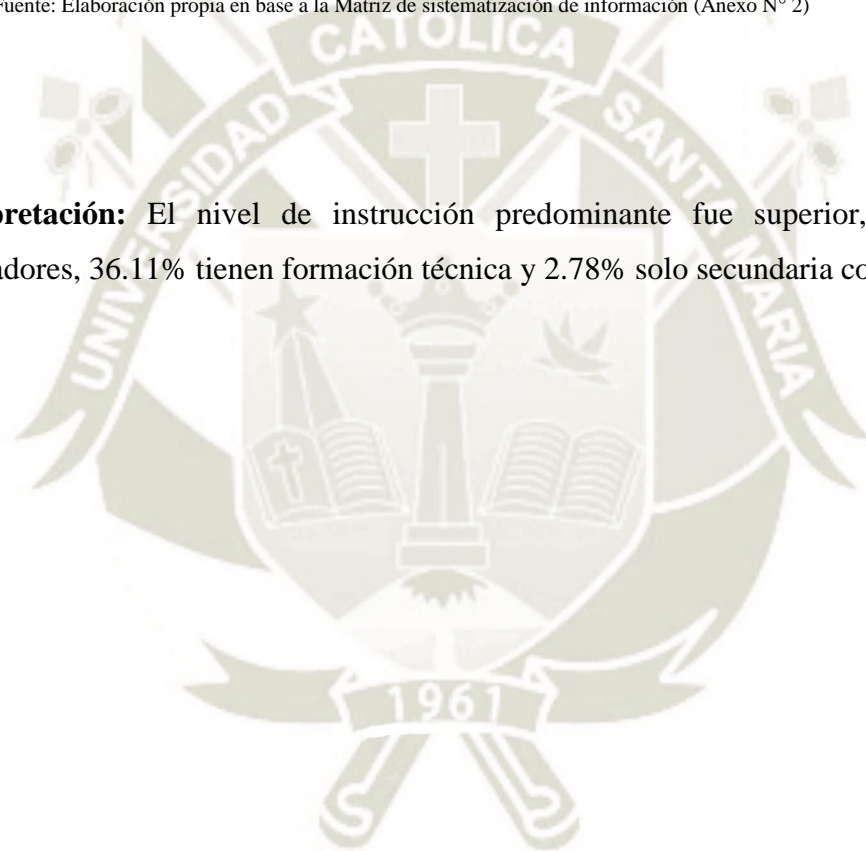 Fuente: Elaboración propia en base a la Matriz de sistematización de información (Anexo N° 2)
CATOLICA
UNIVERSIDAD
SANTA MARIA
pretación: El nivel de instrucción predominante fue superior,
adores, 36.11% tienen formación técnica y 2.78% solo secundaria co
1961